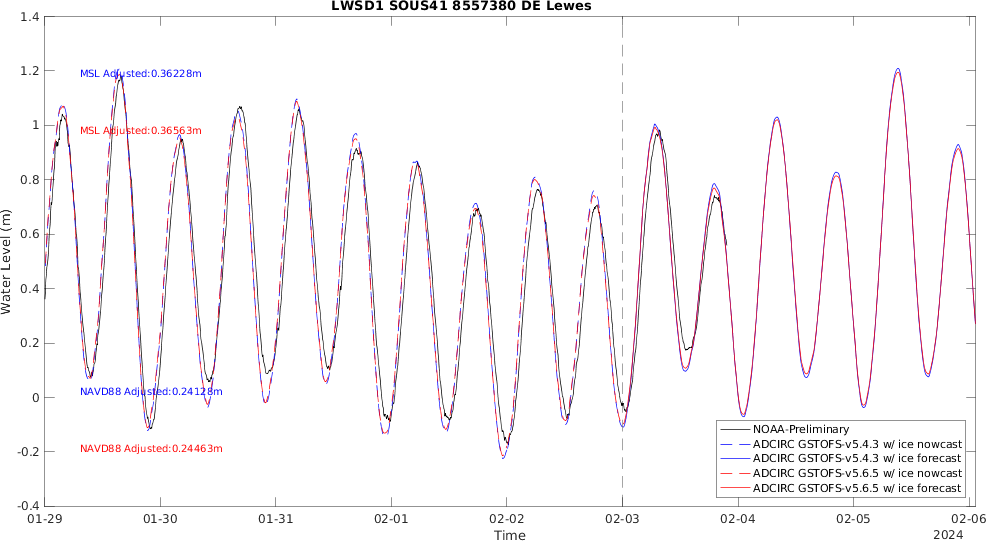 LWSD1 SOUS41 8557380 DE Lewes
1.4
1.2
1
0.8
0.6
0.4
0.2
0
-0.2
-0.4
Water Level (m)
MSL Adjusted:0.36228m
MSL Adjusted:0.36563m
NAVD88 Adjusted:0.24128m
NAVD88 Adjusted:0.24463m
NOAA-Preliminary
ADCIRC GSTOFS-v5.4.3 w/ ice nowcast
ADCIRC GSTOFS-v5.4.3 w/ ice forecast
ADCIRC GSTOFS-v5.6.5 w/ ice nowcast
ADCIRC GSTOFS-v5.6.5 w/ ice forecast
01-29 01-30 01-31 02-01 02-02 02-03 02-04 02-05 02-06
Time
2024